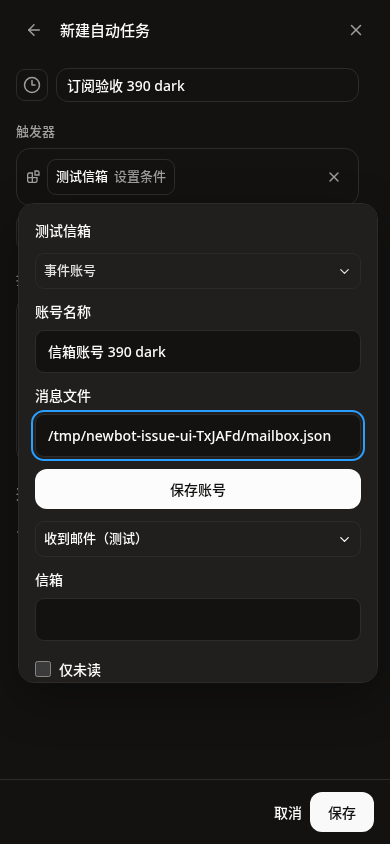 新建自动任务
订阅验收 390 dark
触发器
测试信箱 设置条件
测试信箱
事件账号
账号名称
信箱账号 390 dark
消息文件
/tmp/newbot-issue-ui-TxJAFd/mailbox.json
保存账号
收到邮件（测试）
信箱
仅未读
取消 保存